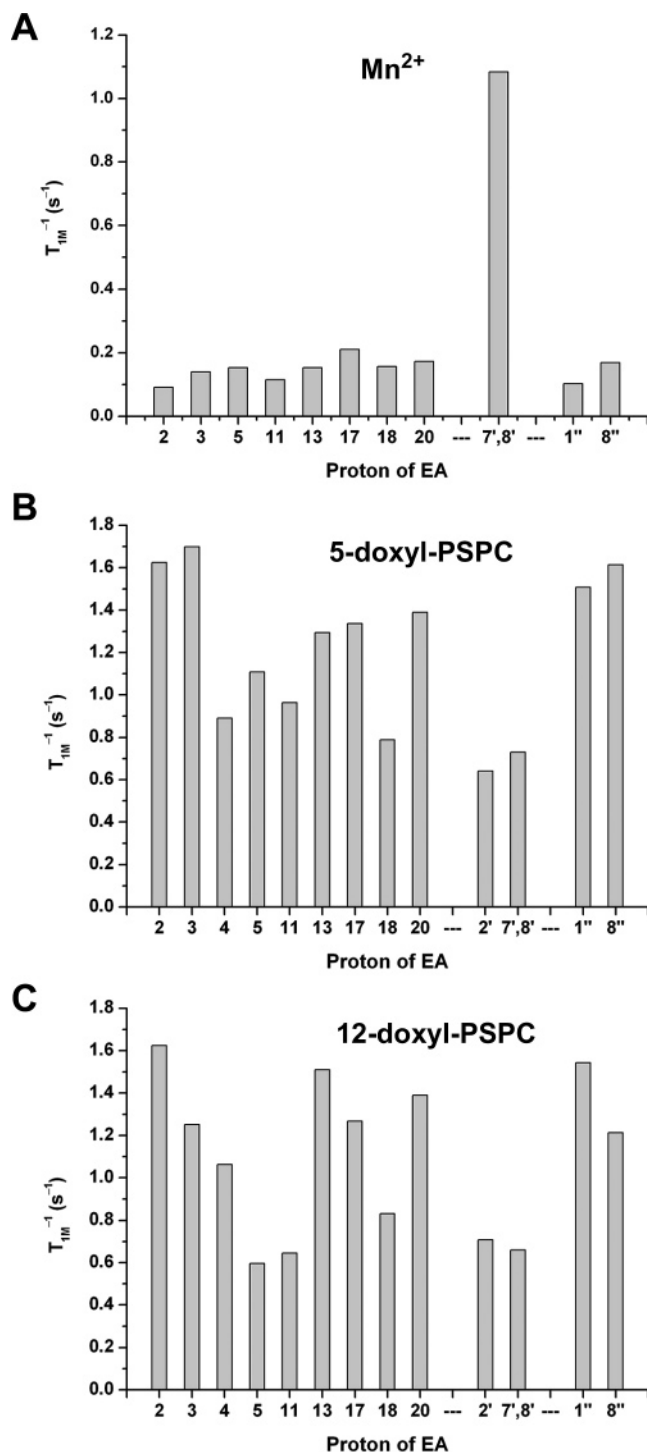 A
Mn²⁺
1.2
1.0
0.8
0.6
0.4
0.2
0.0
T₁M⁻¹ (s⁻¹)
2 3 5 11 13 17 18 20 --- 7',8' --- 1" 8"
Proton of EA
B
5-doxyl-PSPC
1.8
1.6
1.4
1.2
1.0
0.8
0.6
0.4
0.2
0.0
T₁M⁻¹ (s⁻¹)
2 3 4 5 11 13 17 18 20 --- 2' 7',8' --- 1" 8"
Proton of EA
C
12-doxyl-PSPC
1.8
1.6
1.4
1.2
1.0
0.8
0.6
0.4
0.2
0.0
T₁M⁻¹ (s⁻¹)
2 3 4 5 11 13 17 18 20 --- 2' 7',8' --- 1" 8"
Proton of EA